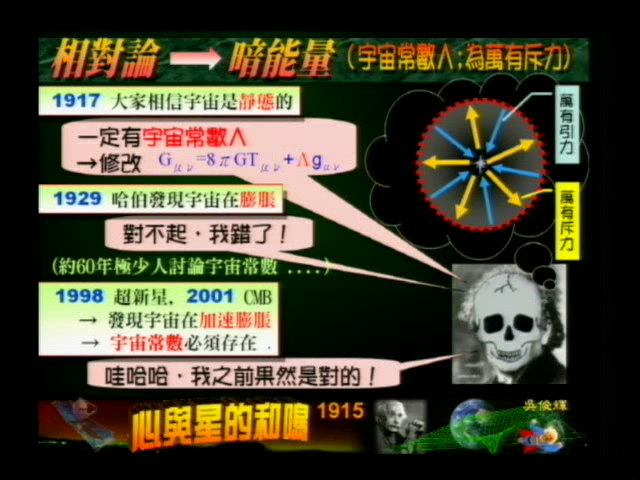 相對論 → 暗能量 (宇宙常數Λ;為萬有斥力)
1917 大家相信宇宙是靜態的
一定有宇宙常數Λ
→修改 Gμν=8πGTμν+Λgμν
萬有引力
萬有斥力
1929 哈伯發現宇宙在膨脹
對不起,我錯了!
(約60年極少人討論宇宙常數 ....)
1998 超新星, 2001 CMB
→ 發現宇宙在加速膨脹
→ 宇宙常數必須存在
哇哈哈,我之前果然是對的!
心與星的和鳴
1915
吳俊輝